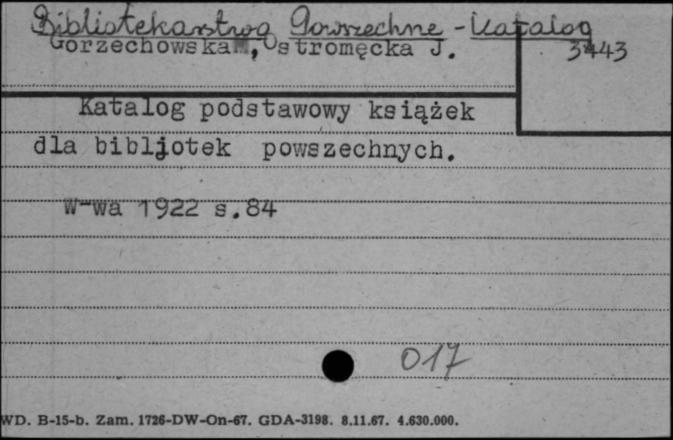 Bibliotekarstwo Powszechne - Katalog
Gorzechowska, Ostromęcka J.
3443
Katalog podstawowy książek
dla bibljotek powszechnych.
W-wa 1922 s.84
017
WD. B-15-b. Zam. 1726-DW-On-67. GDA-3198. 8.11.67. 4.630.000.